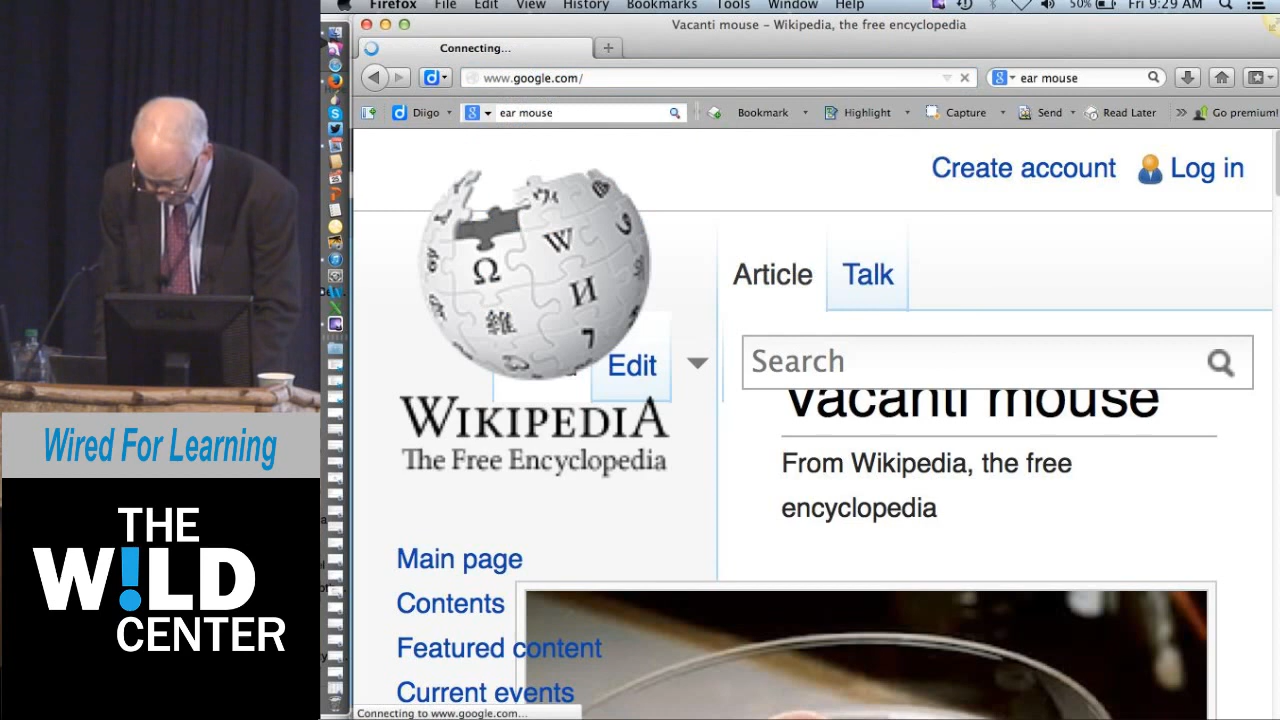 Firefox File Edit View History Bookmarks Tools Window Help 50% Fri 9:29 AM
Vacanti mouse – Wikipedia, the free encyclopedia
Connecting...
www.google.com/
ear mouse
Diigo
ear mouse
Bookmark
Highlight
Capture
Send
Read Later
Go premium!
DELL
Create account
Log in
Article
Talk
Edit
Search
Vacanti mouse
From Wikipedia, the free
encyclopedia
WIKIPEDIA
The Free Encyclopedia
Main page
Contents
Featured content
Current events
Connecting to www.google.com...
Wired For Learning
THE
W!LD
CENTER